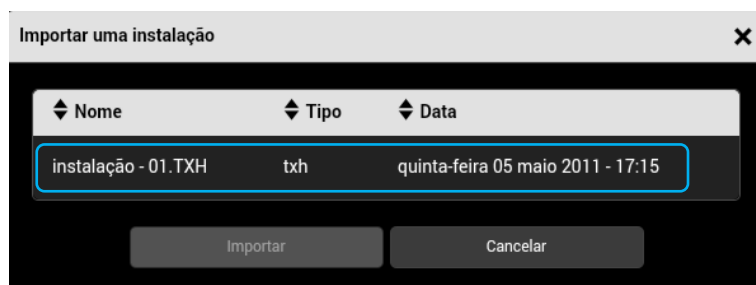 Importar uma instalação
Nome Tipo Data
instalação - 01.TXH txh quinta-feira 05 maio 2011 - 17:15
Importar Cancelar